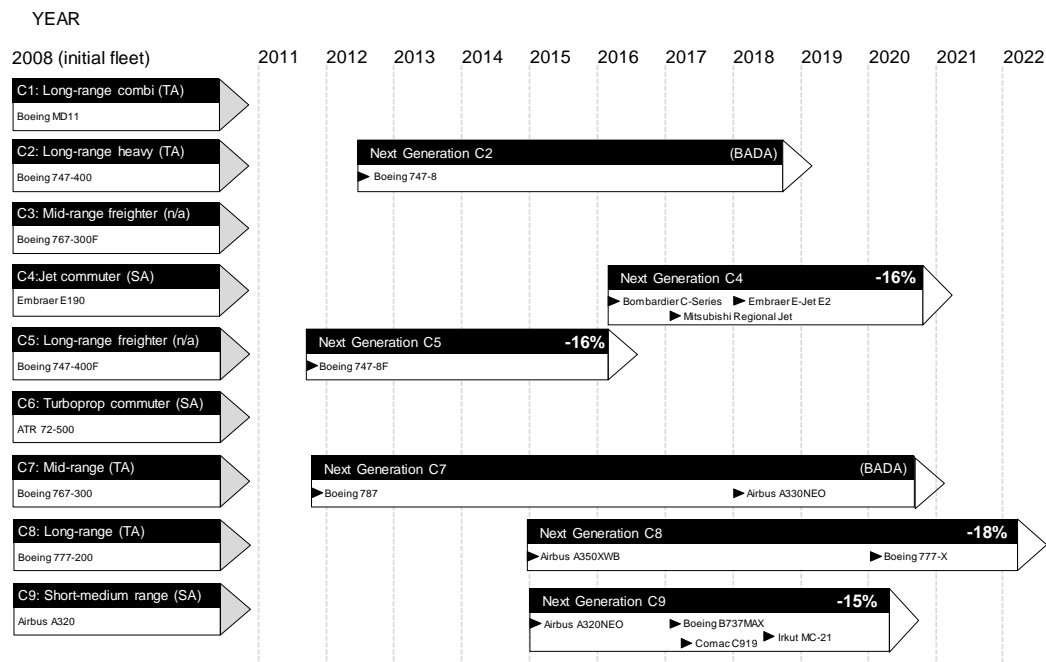 YEAR
2008 (initial fleet) 2011 2012 2013 2014 2015 2016 2017 2018 2019 2020 2021 2022
C1: Long-range combi (TA)
Boeing MD11
C2: Long-range heavy (TA)
Boeing 747-400
Next Generation C2 (BADA)
Boeing 747-8
C3: Mid-range freighter (n/a)
Boeing 767-300F
C4:Jet commuter (SA)
Embraer E190
Next Generation C4 -16%
Bombardier C-Series Embraer E-Jet E2
Mitsubishi Regional Jet
C5: Long-range freighter (n/a)
Boeing 747-400F
Next Generation C5 -16%
Boeing 747-8F
C6: Turboprop commuter (SA)
ATR 72-500
C7: Mid-range (TA)
Boeing 767-300
Next Generation C7 (BADA)
Boeing 787 Airbus A330NEO
C8: Long-range (TA)
Boeing 777-200
Next Generation C8 -18%
Airbus A350XWB Boeing 777-X
C9: Short-medium range (SA)
Airbus A320
Next Generation C9 -15%
Airbus A320NEO Boeing B737MAX
Comac C919 Irkut MC-21